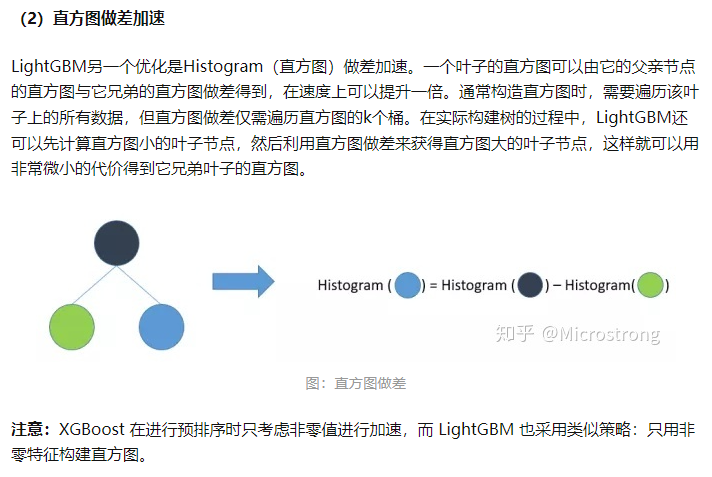 （2）直方图做差加速
LightGBM另一个优化是Histogram（直方图）做差加速。一个叶子的直方图可以由它的父亲节点
的直方图与它兄弟的直方图做差得到，在速度上可以提升一倍。通常构造直方图时，需要遍历该叶
子上的所有数据，但直方图做差仅需遍历直方图的k个桶。在实际构建树的过程中，LightGBM还
可以先计算直方图小的叶子节点，然后利用直方图做差来获得直方图大的叶子节点，这样就可以用
非常微小的代价得到它兄弟叶子的直方图。
Histogram ( ) = Histogram ( ) – Histogram( )
知乎 @Microstrong
图：直方图做差
注意：XGBoost 在进行预排序时只考虑非零值进行加速，而 LightGBM 也采用类似策略：只用非
零特征构建直方图。